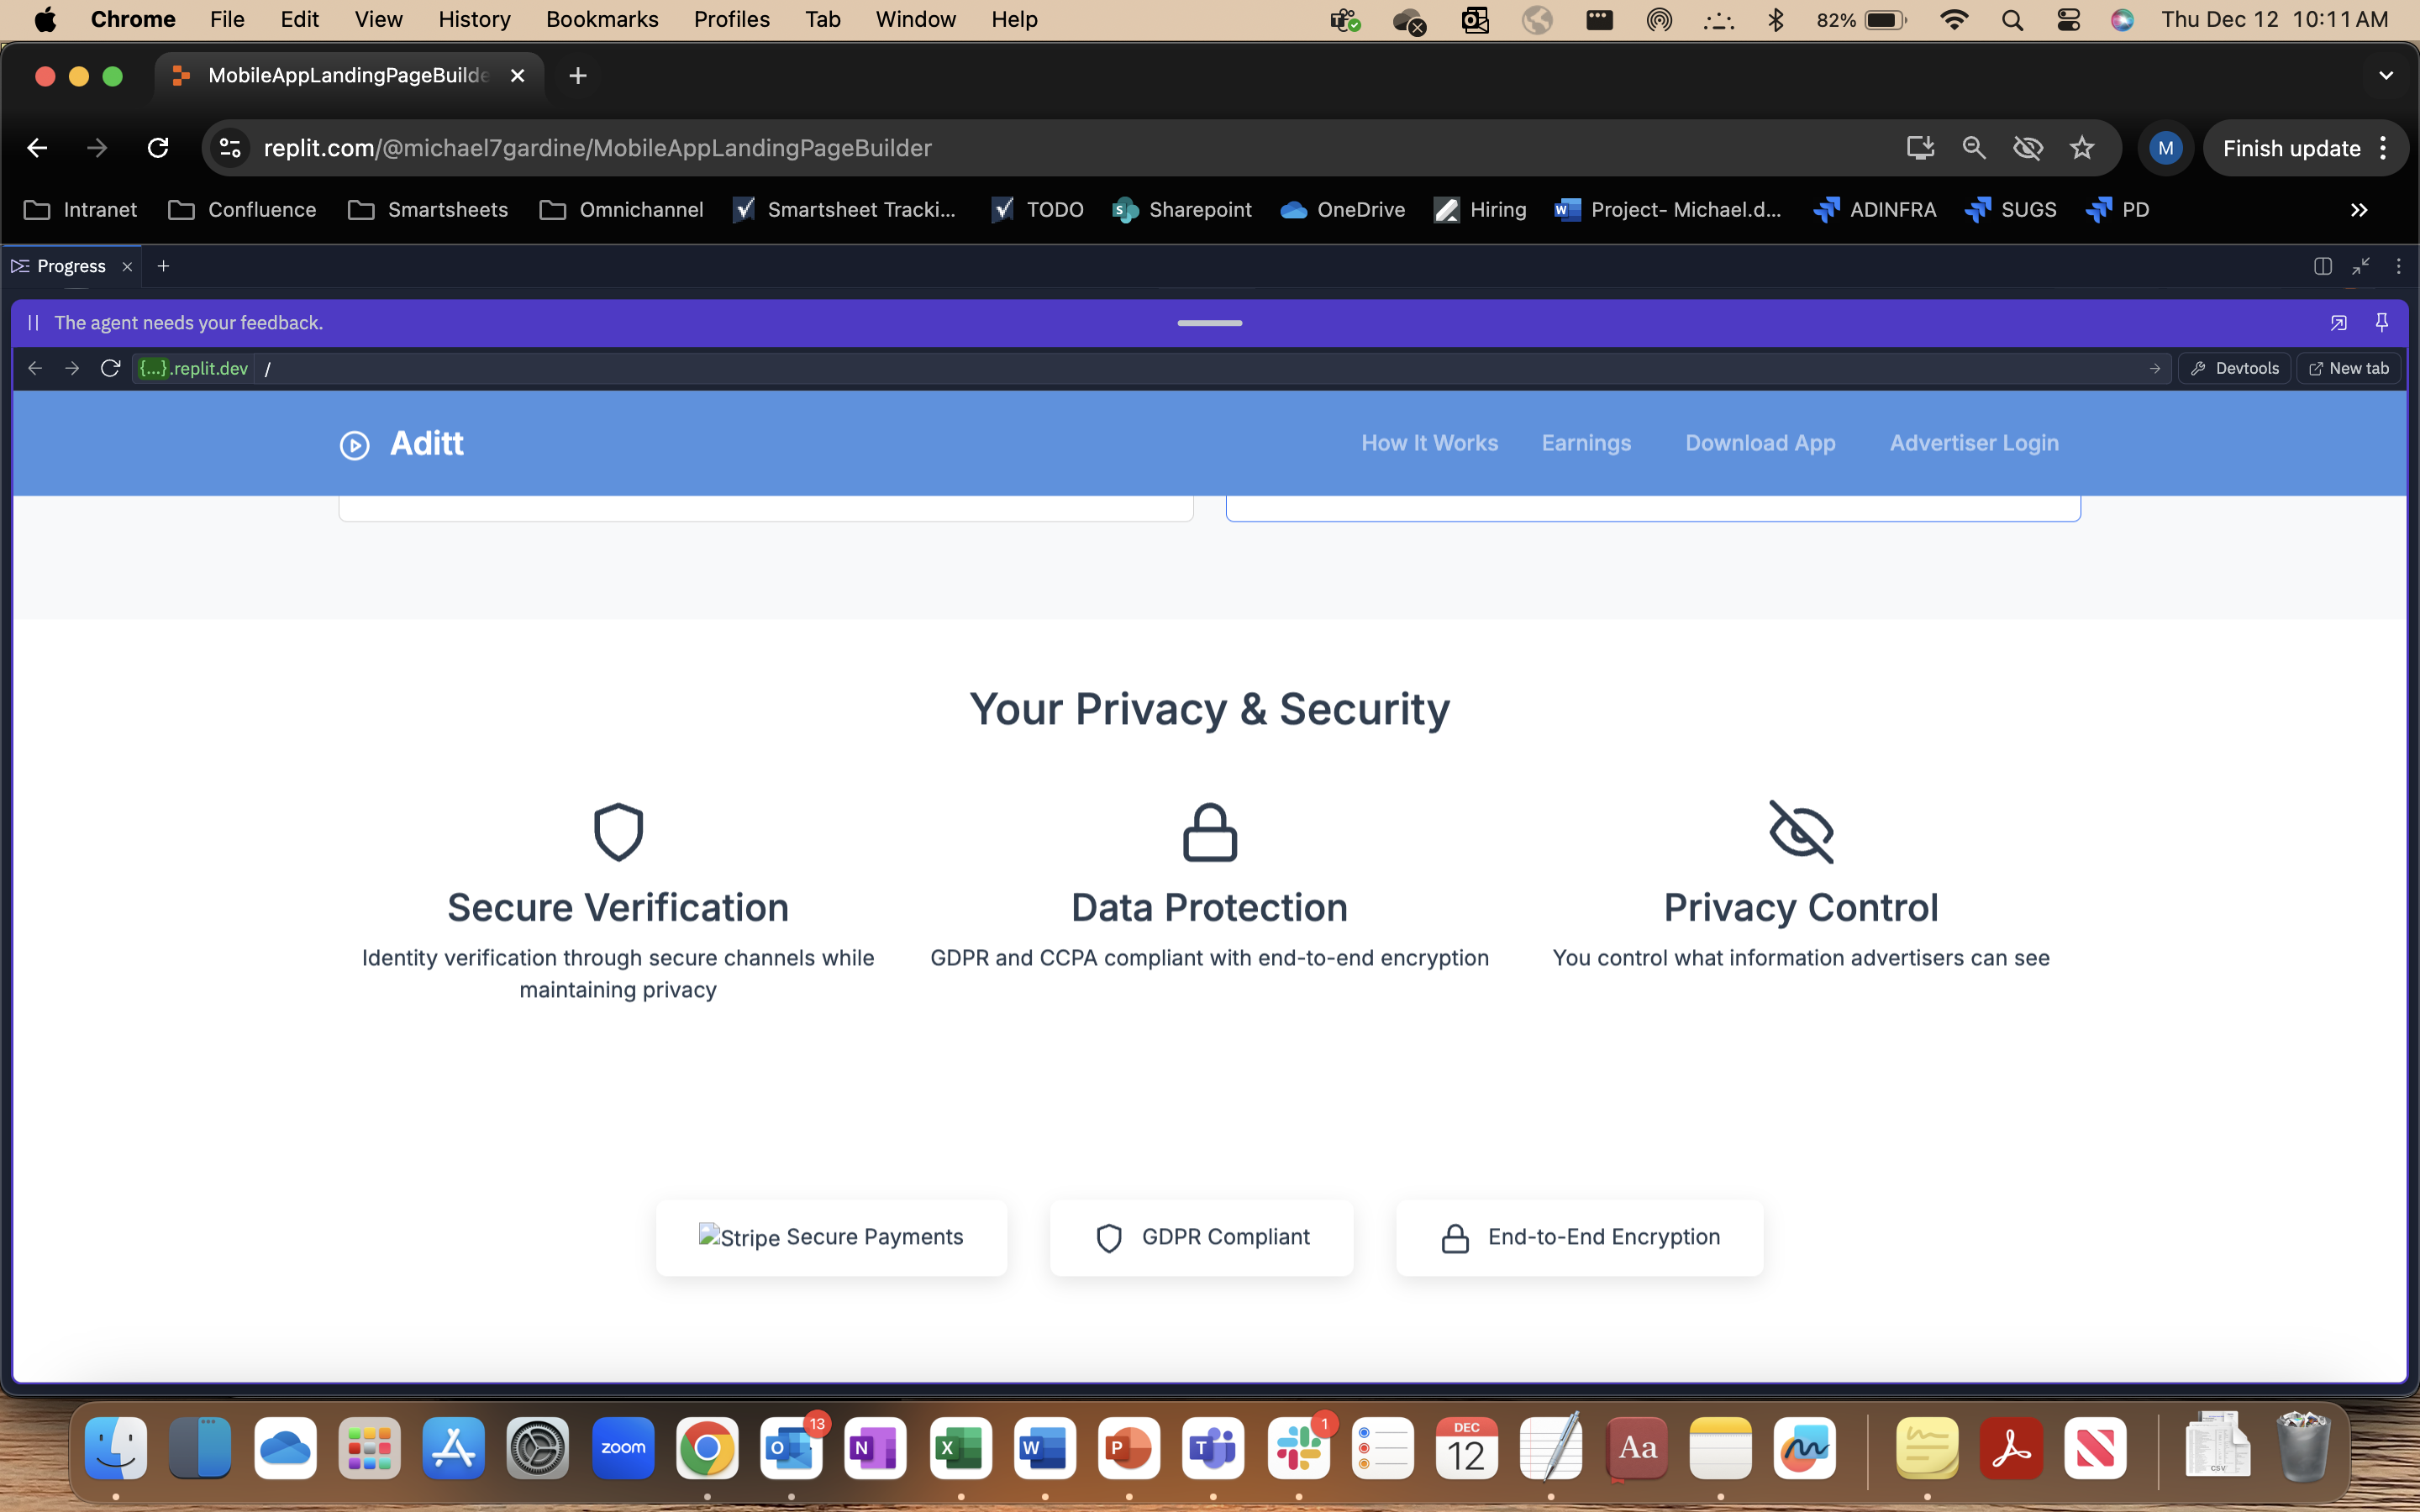 Chrome File Edit View History Bookmarks Profiles Tab Window Help 82% Thu Dec 12 10:11 AM
MobileAppLandingPageBuilde
replit.com/@michael7gardine/MobileAppLandingPageBuilder M Finish update
Intranet Confluence Smartsheets Omnichannel Smartsheet Tracki... TODO Sharepoint OneDrive Hiring Project- Michael.d... ADINFRA SUGS PD
Progress
The agent needs your feedback.
{...}.replit.dev / Devtools New tab
Aditt How It Works Earnings Download App Advertiser Login
Your Privacy & Security
Secure Verification
Identity verification through secure channels while
maintaining privacy
Data Protection
GDPR and CCPA compliant with end-to-end encryption
Privacy Control
You control what information advertisers can see
Stripe Secure Payments
GDPR Compliant
End-to-End Encryption
zoom O 13 N X W P T 1 DEC 12 Aa CSV